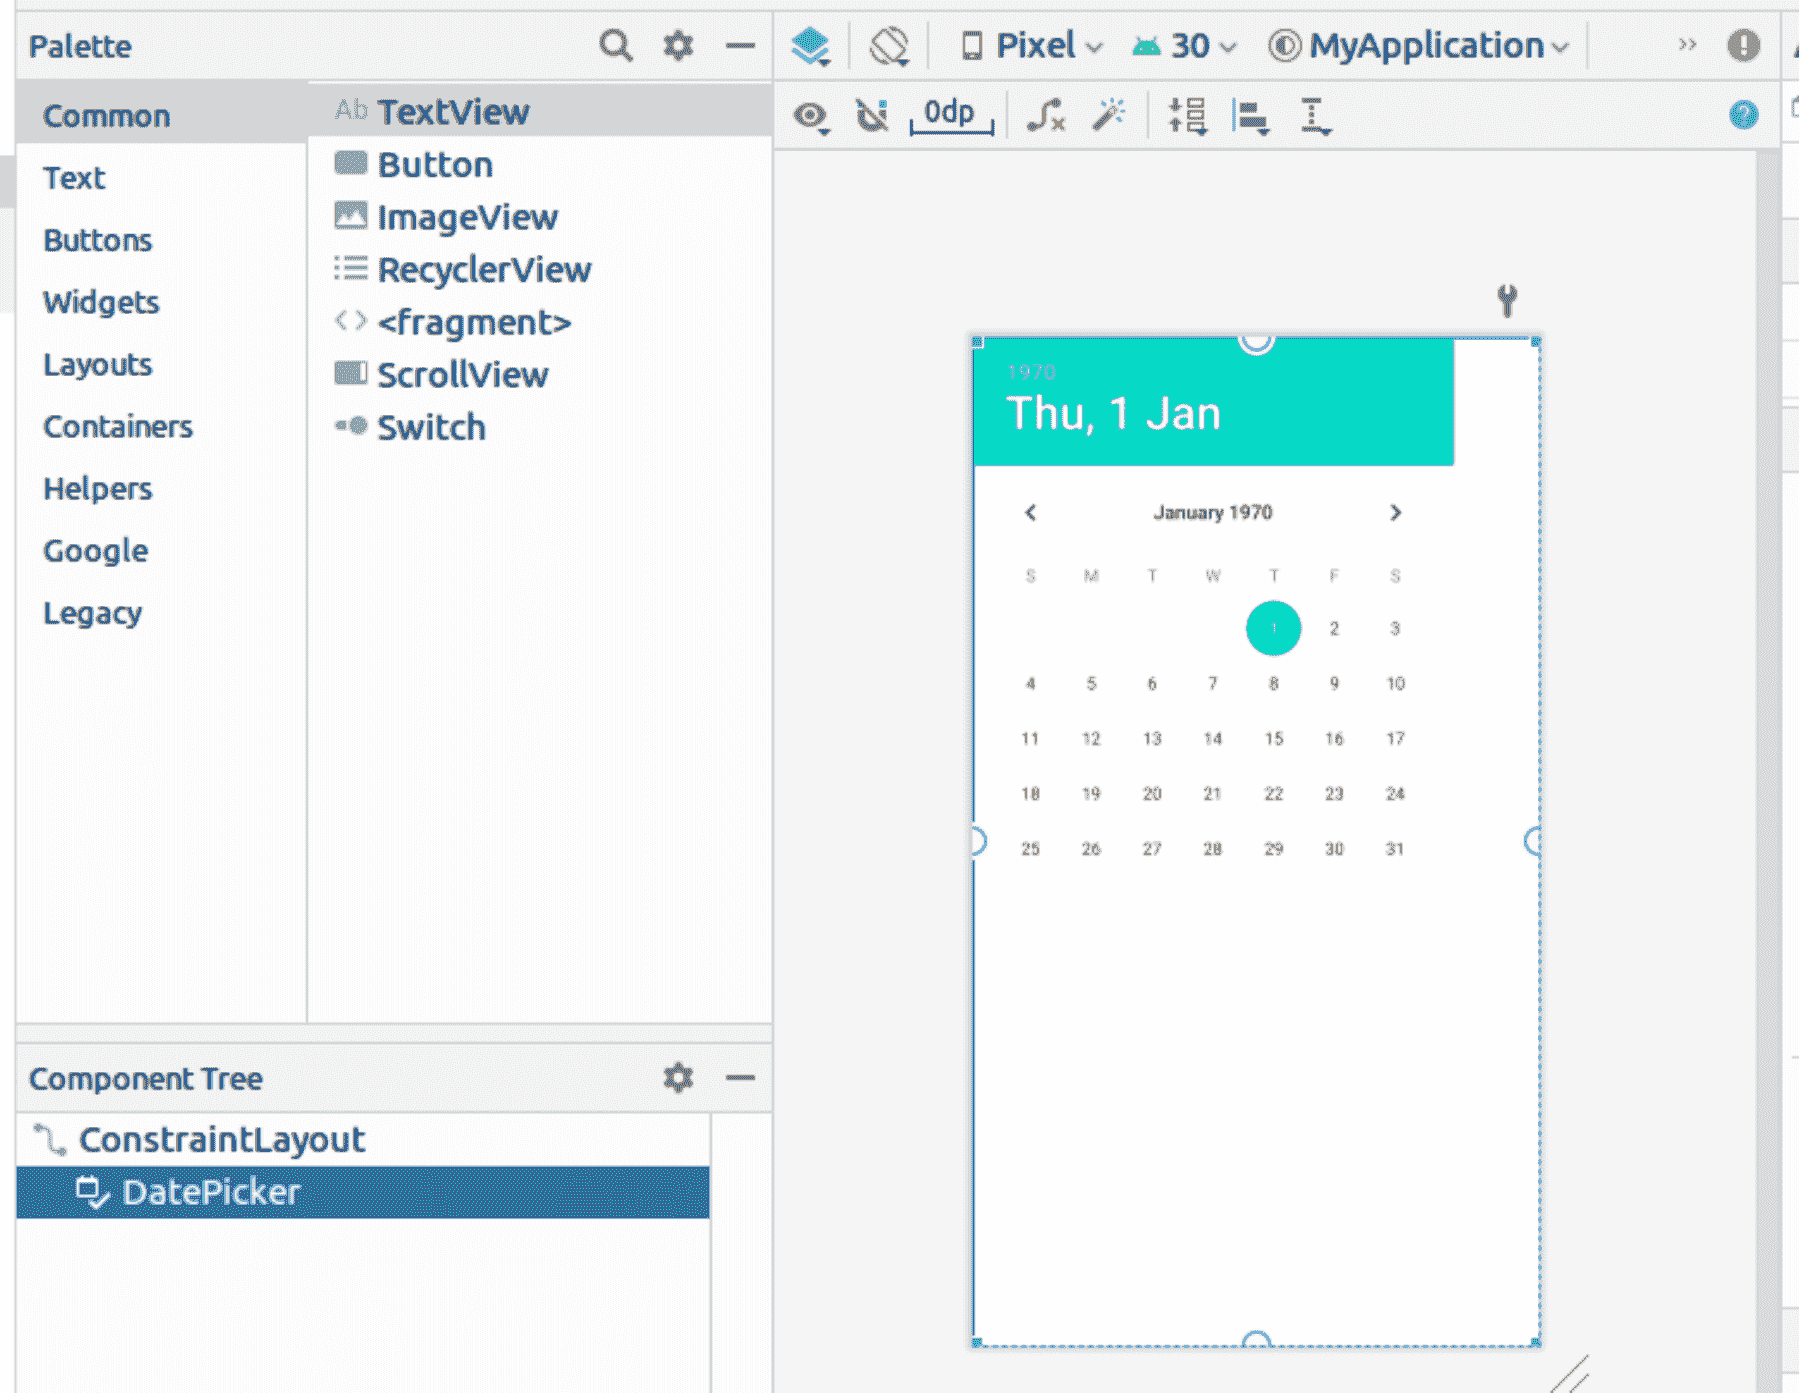 Palette
Common
Text
Buttons
Widgets
Layouts
Containers
Helpers
Google
Legacy
Ab TextView
Button
ImageView
RecyclerView
<fragment>
ScrollView
Switch
Component Tree
ConstraintLayout
DatePicker
Pixel 30 MyApplication
0dp
1970
Thu, 1 Jan
January 1970
S M T W T F S
1 2 3
4 5 6 7 8 9 10
11 12 13 14 15 16 17
18 19 20 21 22 23 24
25 26 27 28 29 30 31